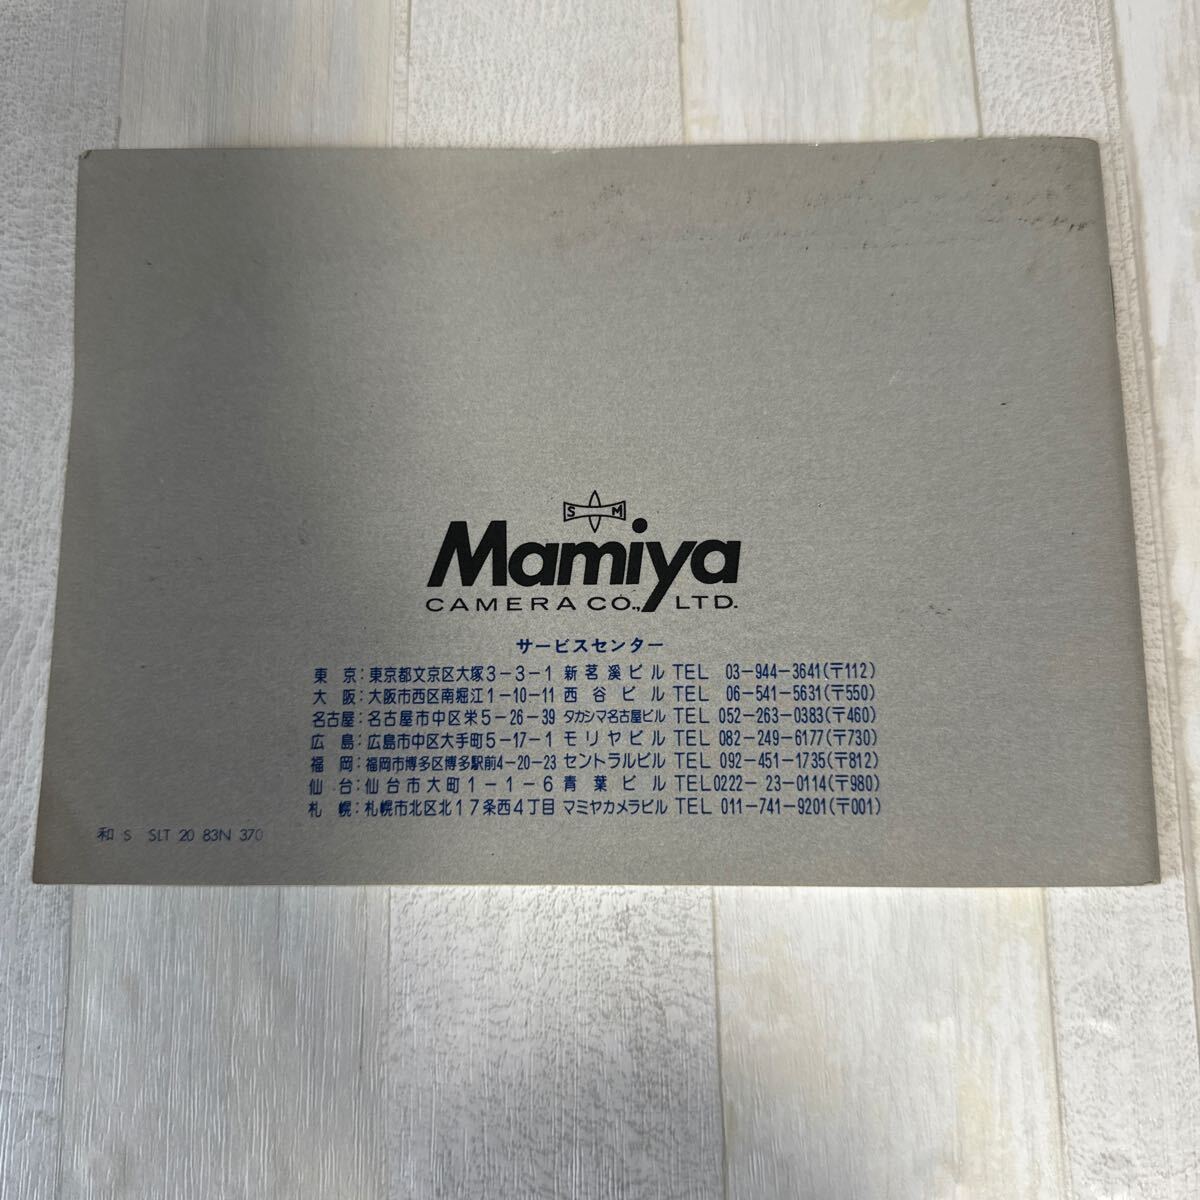 S M
Mamiya
CAMERA CO., LTD.
サービスセンター
東京:東京都文京区大塚3-3-1 新茗溪ビル TEL 03-944-3641(〒112)
大阪:大阪市西区南堀江1-10-11 西谷ビル TEL 06-541-5631(〒550)
名古屋:名古屋市中区栄5-26-39 タカシマ名古屋ビル TEL 052-263-0383(〒460)
広島:広島市中区大手町5-17-1 モリヤビル TEL 082-249-6177(〒730)
福岡:福岡市博多区博多駅前4-20-23 セントラルビル TEL 092-451-1735(〒812)
仙台:仙台市大町1-1-6 青葉ビル TEL0222-23-0114(〒980)
札幌:札幌市北区北17条西4丁目 マミヤカメラビル TEL 011-741-9201(〒001)
和 S SLT 20 83N 370